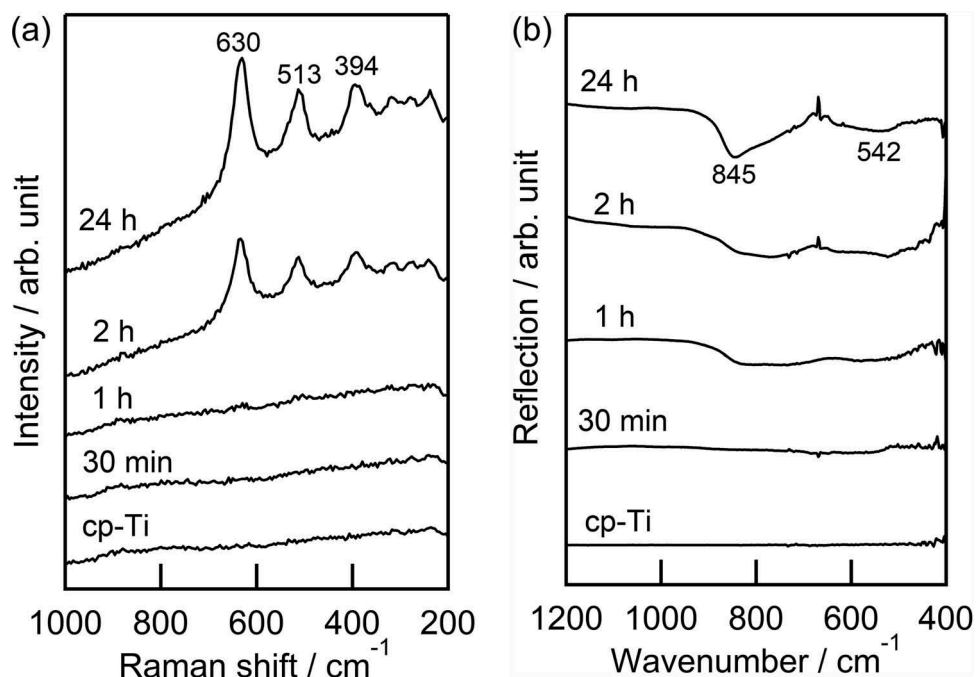 (a)
630
513
394
24 h
2 h
1 h
30 min
cp-Ti
Intensity / arb. unit
1000 800 600 400 200
Raman shift / cm⁻¹
(b)
24 h
845
542
2 h
1 h
30 min
cp-Ti
Reflection / arb. unit
1200 1000 800 600 400
Wavenumber / cm⁻¹